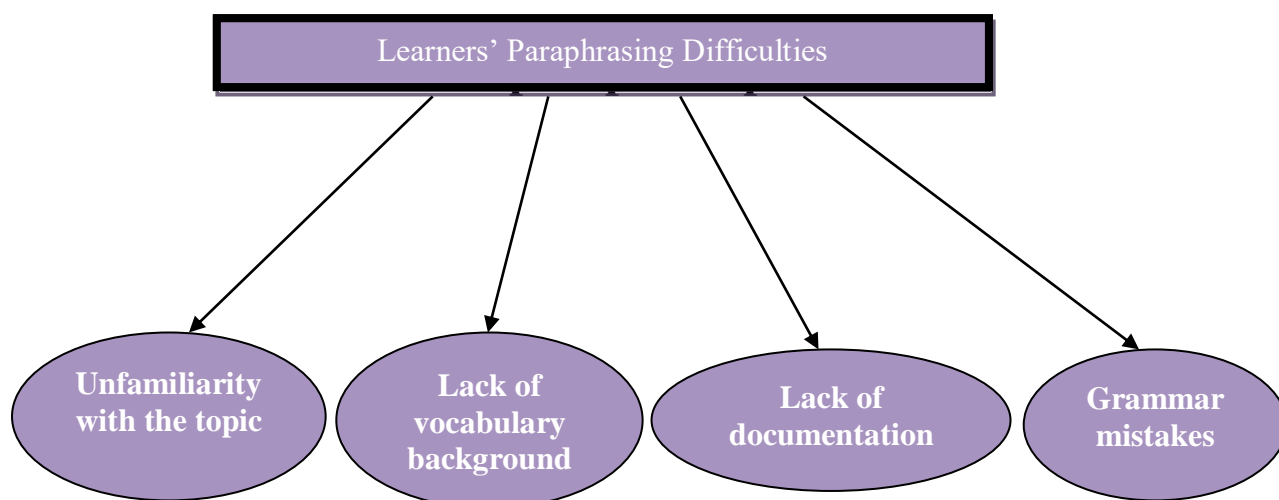 Learners’ Paraphrasing Difficulties
Unfamiliarity
with the topic
Lack of
vocabulary
background
Lack of
documentation
Grammar
mistakes